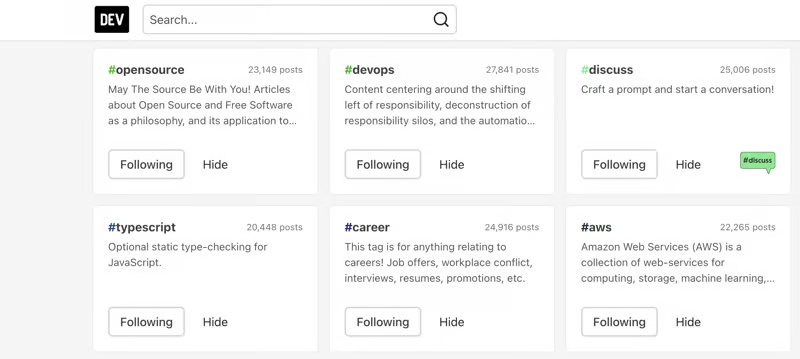 DEV
Search...
#opensource 23,149 posts
May The Source Be With You! Articles
about Open Source and Free Software
as a philosophy, and its application to...
Following Hide
#devops 27,841 posts
Content centering around the shifting
left of responsibility, deconstruction of
responsibility silos, and the automatio...
Following Hide
#discuss 25,006 posts
Craft a prompt and start a conversation!
Following Hide
#discuss
#typescript 20,448 posts
Optional static type-checking for
JavaScript.
Following Hide
#career 24,916 posts
This tag is for anything relating to
careers! Job offers, workplace conflict,
interviews, resumes, promotions, etc.
Following Hide
#aws 22,265 posts
Amazon Web Services (AWS) is a
collection of web-services for
computing, storage, machine learning,...
Following Hide